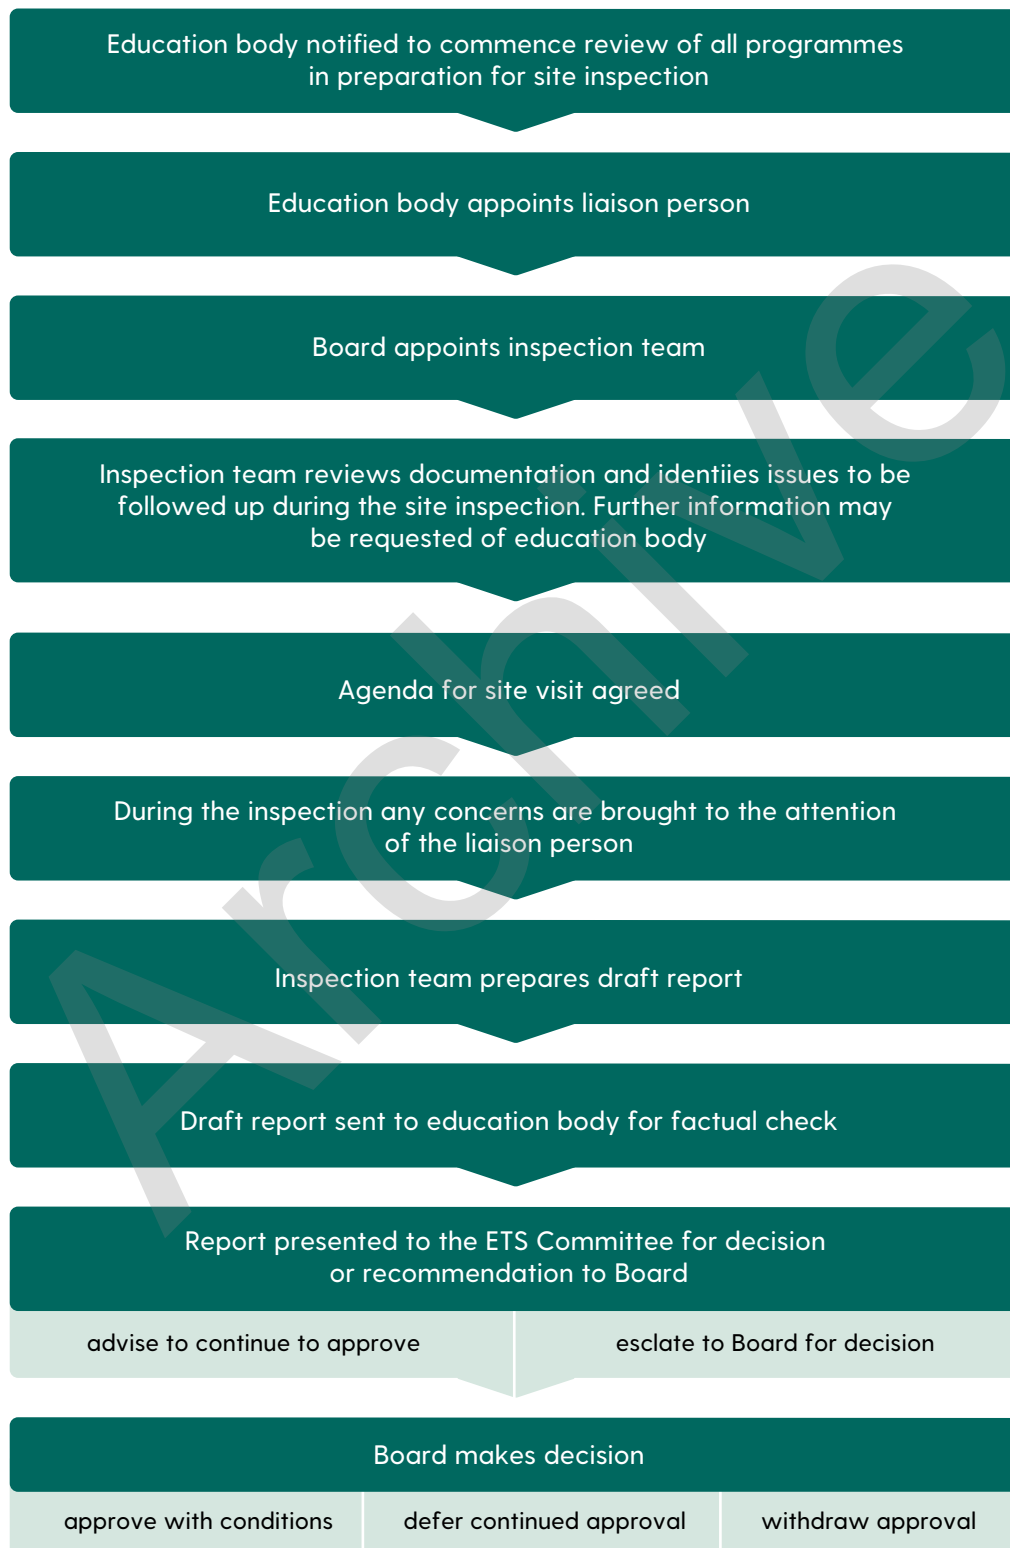 Education body notified to commence review of all programmes
in preparation for site inspection
Education body appoints liaison person
Board appoints inspection team
Inspection team reviews documentation and identiies issues to be
followed up during the site inspection. Further information may
be requested of education body
Agenda for site visit agreed
During the inspection any concerns are brought to the attention
of the liaison person
Inspection team prepares draft report
Draft report sent to education body for factual check
Report presented to the ETS Committee for decision
or recommendation to Board
advise to continue to approve
esclate to Board for decision
Board makes decision
approve with conditions
defer continued approval
withdraw approval
Archive